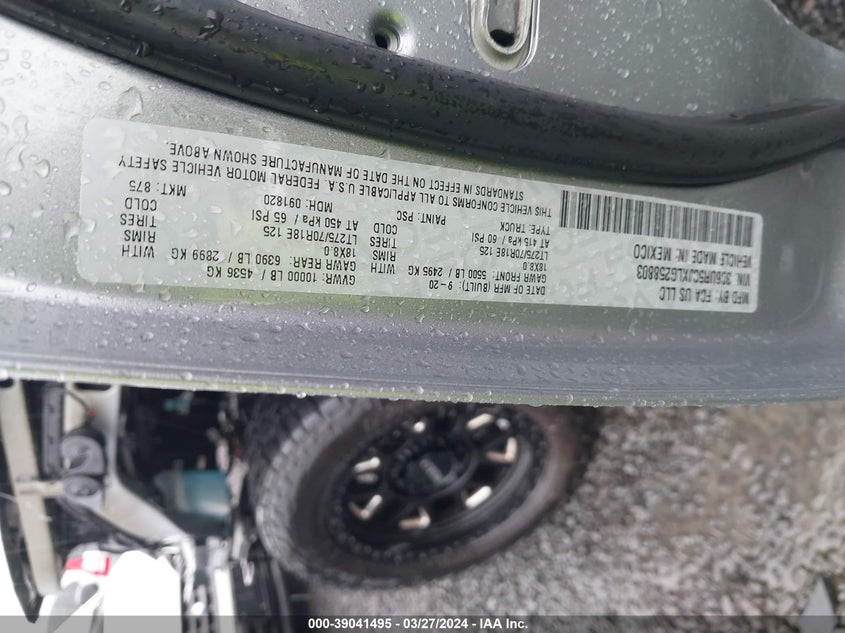 MFD BY: FCA US LLC
DATE OF MFR (BUILT): 9-20
GVWR: 10000 LB / 4536 KG
GAWR FRONT: 5500 LB / 2495 KG
WITH
18X8.0
RIMS
LT275/70R18E 125
TIRES
AT 415 kPa / 60 PSI
COLD
GAWR REAR: 6390 LB / 2899 KG
WITH
18X8.0
RIMS
LT275/70R18E 125
TIRES
AT 450 kPa / 65 PSI
COLD
VIN: 3C6UR5CJXLG258803
TYPE: TRUCK
PAINT: PSC
MDH: 091820
MKT: 875
VEHICLE MADE IN: MEXICO
THIS VEHICLE CONFORMS TO ALL APPLICABLE U.S.A. FEDERAL MOTOR VEHICLE SAFETY
STANDARDS IN EFFECT ON THE DATE OF MANUFACTURE SHOWN ABOVE.
000-39041495 - 03/27/2024 - IAA Inc.